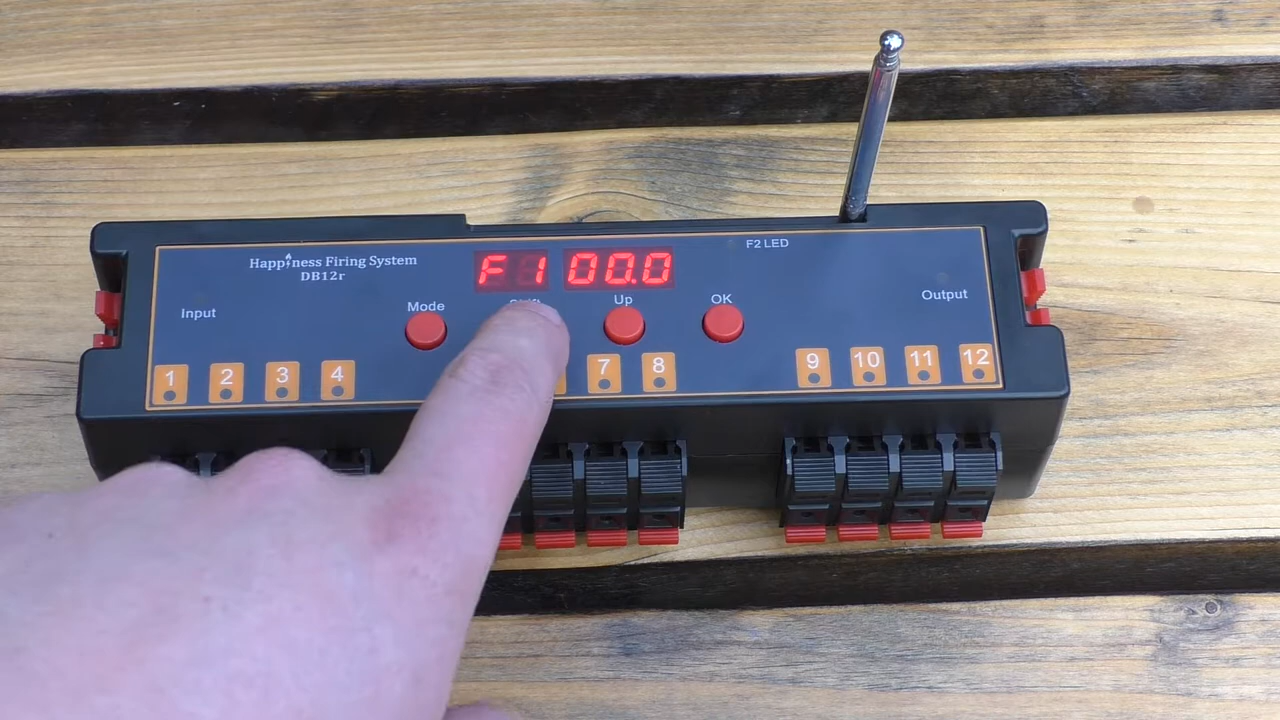 Happiness Firing System
DB12r
F1 00.0
F2 LED
Input
Mode
Up
OK
Output
1 2 3 4 7 8 9 10 11 12